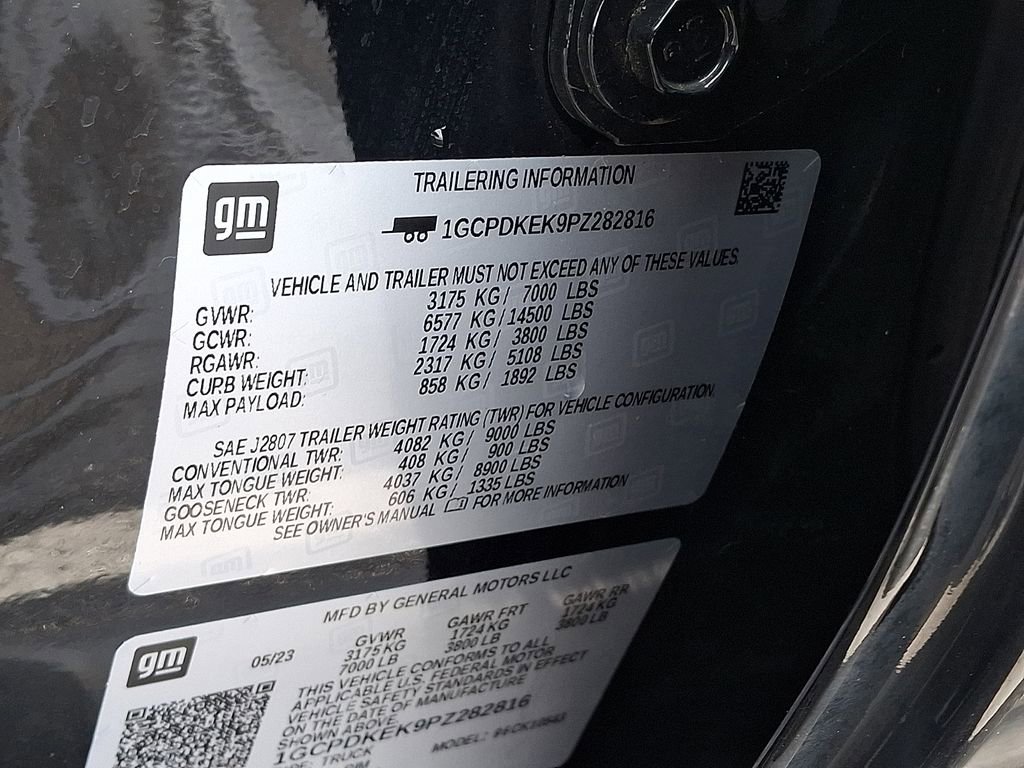 gm
TRAILERING INFORMATION
1GCPDKEK9PZ282816
VEHICLE AND TRAILER MUST NOT EXCEED ANY OF THESE VALUES.
GVWR: 3175 KG/ 7000 LBS
GCWR: 6577 KG/14500 LBS
RGAWR: 1724 KG/ 3800 LBS
CURB WEIGHT: 2317 KG/ 5108 LBS
MAX PAYLOAD: 858 KG/ 1892 LBS
SAE J2807 TRAILER WEIGHT RATING (TWR) FOR VEHICLE CONFIGURATION.
CONVENTIONAL TWR: 4082 KG/ 9000 LBS
MAX TONGUE WEIGHT: 408 KG/ 900 LBS
GOOSENECK TWR: 4037 KG/ 8900 LBS
MAX TONGUE WEIGHT: 606 KG/ 1335 LBS
SEE OWNER'S MANUAL FOR MORE INFORMATION
gm
MFD BY GENERAL MOTORS LLC
05/23
GVWR GAWR FRT GAWR RR
3175 KG 1724 KG 1724 KG
7000 LB 3800 LB 3800 LB
THIS VEHICLE CONFORMS TO ALL
APPLICABLE U.S. FEDERAL MOTOR
VEHICLE SAFETY STANDARDS IN EFFECT
ON THE DATE OF MANUFACTURE
SHOWN ABOVE.
1GCPDKEK9PZ282816
TRUCK MODEL: